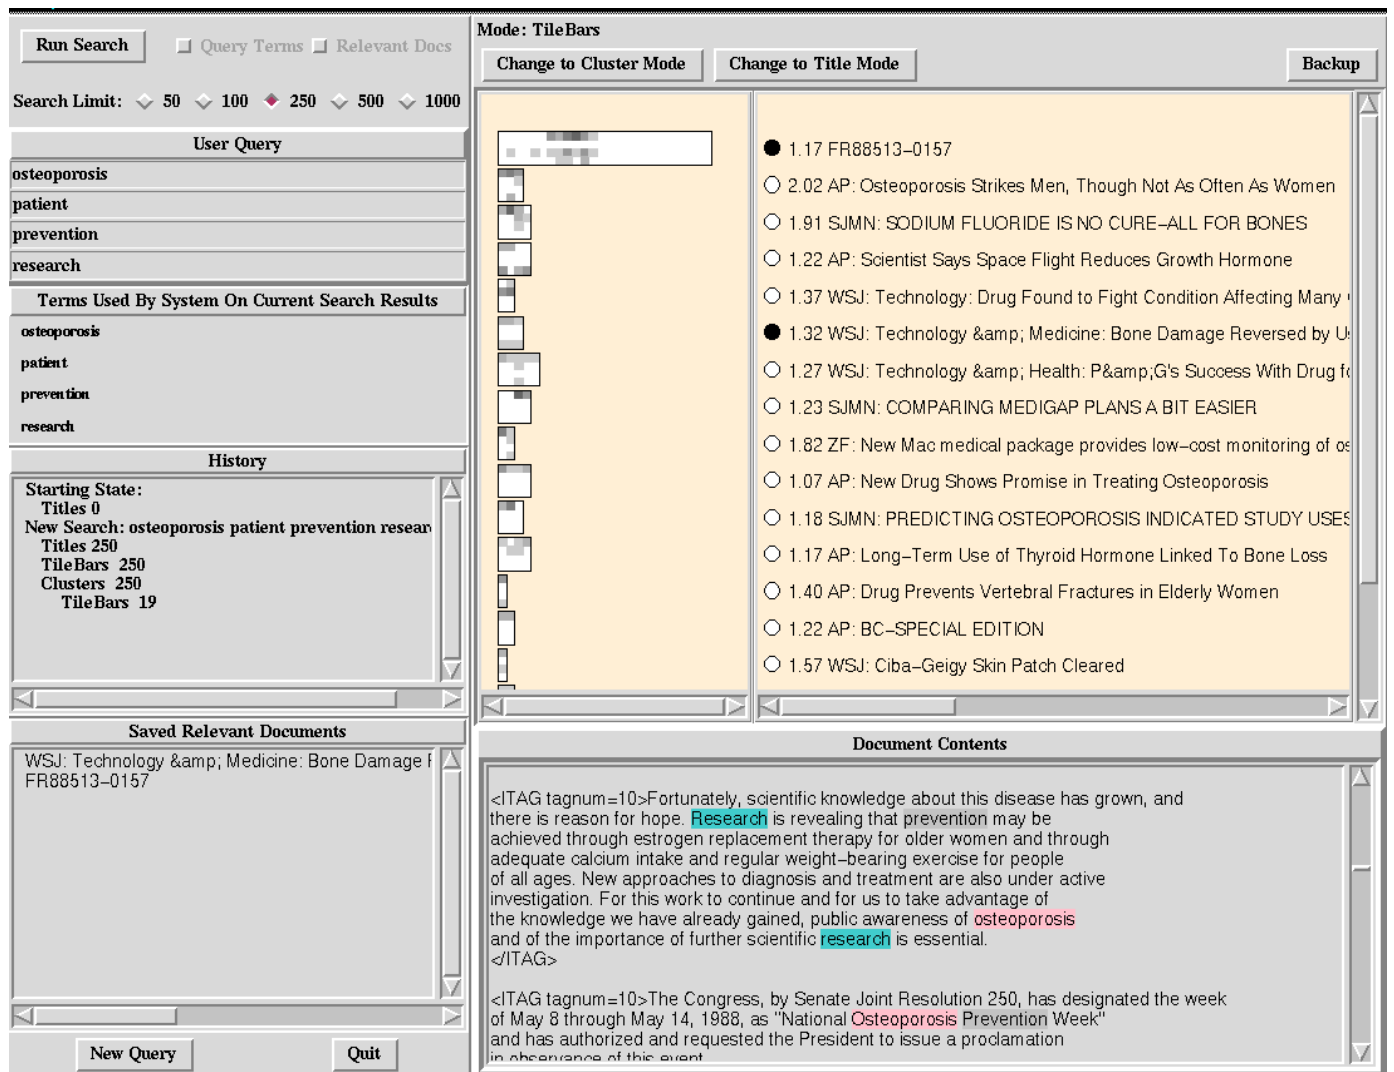 Run Search
Query Terms
Relevant Docs
Search Limit: 50 100 250 500 1000
User Query
osteoporosis
patient
prevention
research
Terms Used By System On Current Search Results
osteoporosis
patient
prevention
research
History
Starting State:
Titles 0
New Search: osteoporosis patient prevention resear
Titles 250
TileBars 250
Clusters 250
TileBars 19
Saved Relevant Documents
WSJ: Technology &amp; Medicine: Bone Damage
FR88513-0157
New Query
Quit
Mode: TileBars
Change to Cluster Mode
Change to Title Mode
Backup
1.17 FR88513-0157
2.02 AP: Osteoporosis Strikes Men, Though Not As Often As Women
1.91 SJMN: SODIUM FLUORIDE IS NO CURE-ALL FOR BONES
1.22 AP: Scientist Says Space Flight Reduces Growth Hormone
1.37 WSJ: Technology: Drug Found to Fight Condition Affecting Many
1.32 WSJ: Technology &amp; Medicine: Bone Damage Reversed by
1.27 WSJ: Technology &amp; Health: P&amp;G's Success With Drug
1.23 SJMN: COMPARING MEDIGAP PLANS A BIT EASIER
1.82 ZF: New Mac medical package provides low-cost monitoring of os
1.07 AP: New Drug Shows Promise in Treating Osteoporosis
1.18 SJMN: PREDICTING OSTEOPOROSIS INDICATED STUDY USES
1.17 AP: Long-Term Use of Thyroid Hormone Linked To Bone Loss
1.40 AP: Drug Prevents Vertebral Fractures in Elderly Women
1.22 AP: BC-SPECIAL EDITION
1.57 WSJ: Ciba-Geigy Skin Patch Cleared
Document Contents
<ITAG tagnum=10>Fortunately, scientific knowledge about this disease has grown, and
there is reason for hope. Research is revealing that prevention may be
achieved through estrogen replacement therapy for older women and through
adequate calcium intake and regular weight-bearing exercise for people
of all ages. New approaches to diagnosis and treatment are also under active
investigation. For this work to continue and for us to take advantage of
the knowledge we have already gained, public awareness of osteoporosis
and of the importance of further scientific research is essential.
</ITAG>
<ITAG tagnum=10>The Congress, by Senate Joint Resolution 250, has designated the week
of May 8 through May 14, 1988, as "National Osteoporosis Prevention Week"
and has authorized and requested the President to issue a proclamation
in observance of this event